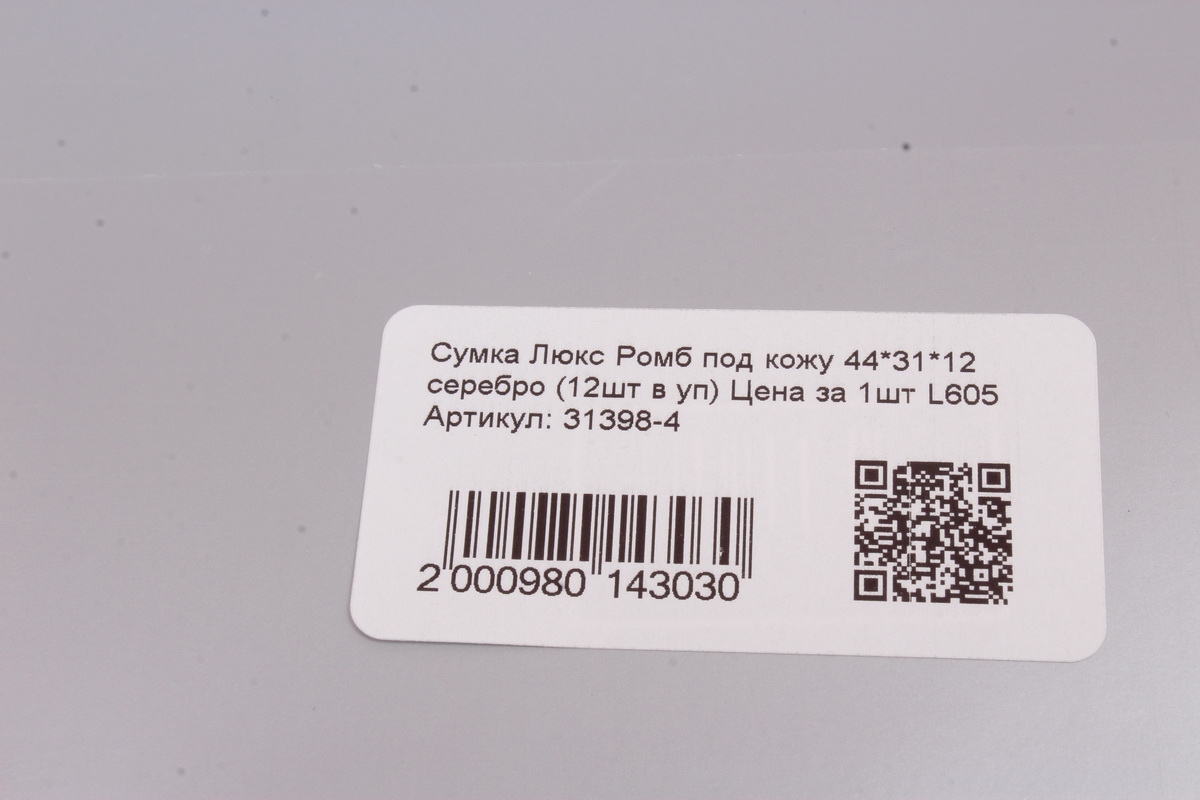 Сумка Люкс Ромб под кожу 44*31*12
серебро (12шт в уп) Цена за 1шт L605
Артикул: 31398-4
2 000980 143030